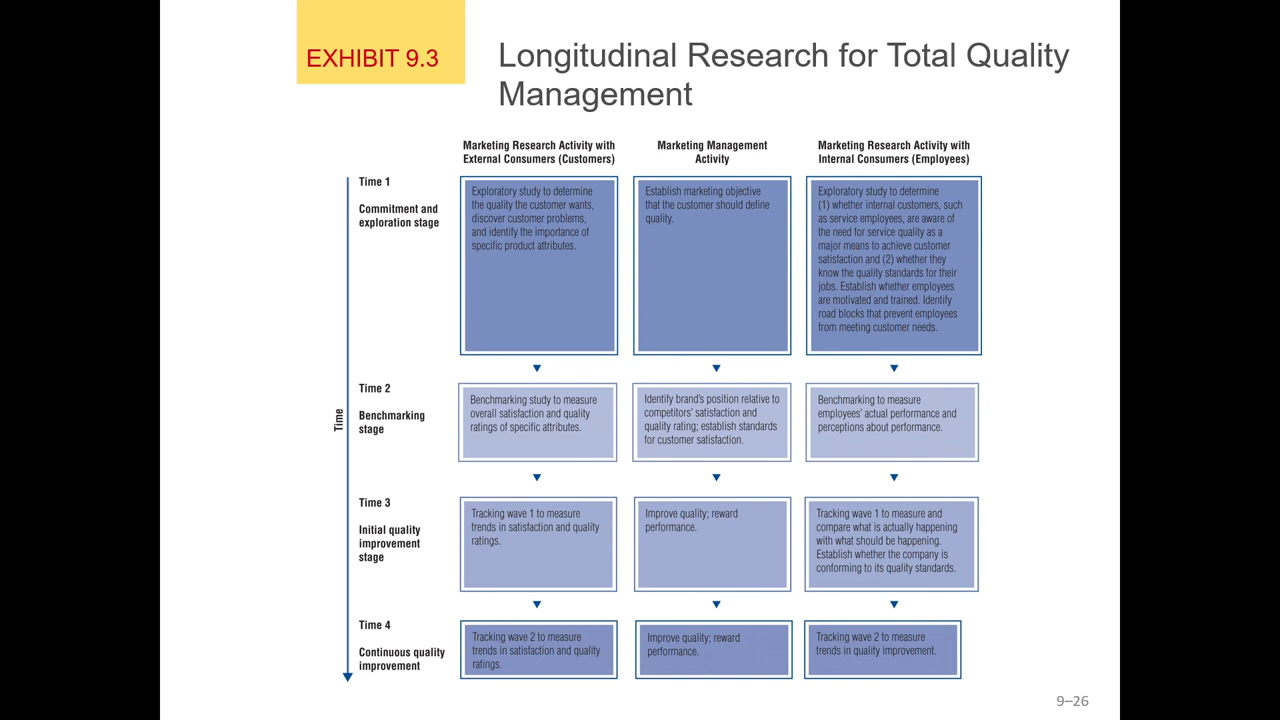 EXHIBIT 9.3
Longitudinal Research for Total Quality
Management
Marketing Research Activity with
External Consumers (Customers)
Marketing Management
Activity
Marketing Research Activity with
Internal Consumers (Employees)
Time
Time 1
Commitment and
exploration stage
Exploratory study to determine
the quality the customer wants,
discover customer problems,
and identify the importance of
specific product attributes.
Establish marketing objective
that the customer should define
quality.
Exploratory study to determine
(1) whether internal customers, such
as service employees, are aware of
the need for service quality as a
major means to achieve customer
satisfaction and (2) whether they
know the quality standards for their
jobs. Establish whether employees
are motivated and trained. Identify
road blocks that prevent employees
from meeting customer needs.
Time 2
Benchmarking
stage
Benchmarking study to measure
overall satisfaction and quality
ratings of specific attributes.
Identify brand's position relative to
competitors' satisfaction and
quality rating; establish standards
for customer satisfaction.
Benchmarking to measure
employees' actual performance and
perceptions about performance.
Time 3
Initial quality
improvement
stage
Tracking wave 1 to measure
trends in satisfaction and quality
ratings.
Improve quality; reward
performance.
Tracking wave 1 to measure and
compare what is actually happening
with what should be happening.
Establish whether the company is
conforming to its quality standards.
Time 4
Continuous quality
improvement
Tracking wave 2 to measure
trends in satisfaction and quality
ratings.
Improve quality; reward
performance.
Tracking wave 2 to measure
trends in quality improvement.
9–26